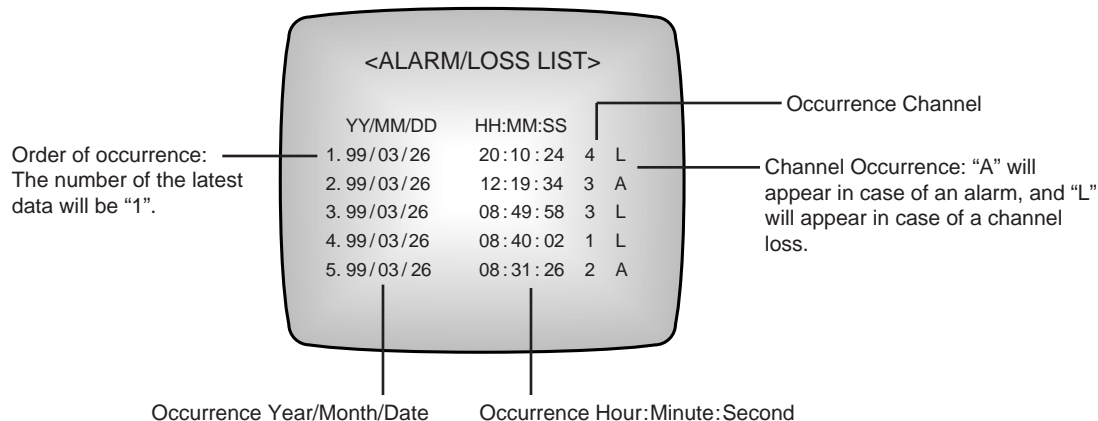 <ALARM/LOSS LIST>
YY/MM/DD HH:MM:SS
1. 99/03/26 20:10:24 4 L
2. 99/03/26 12:19:34 3 A
3. 99/03/26 08:49:58 3 L
4. 99/03/26 08:40:02 1 L
5. 99/03/26 08:31:26 2 A
Order of occurrence:
The number of the latest
data will be “1”.
Occurrence Channel
Channel Occurrence: “A” will
appear in case of an alarm, and “L”
will appear in case of a channel
loss.
Occurrence Year/Month/Date
Occurrence Hour:Minute:Second